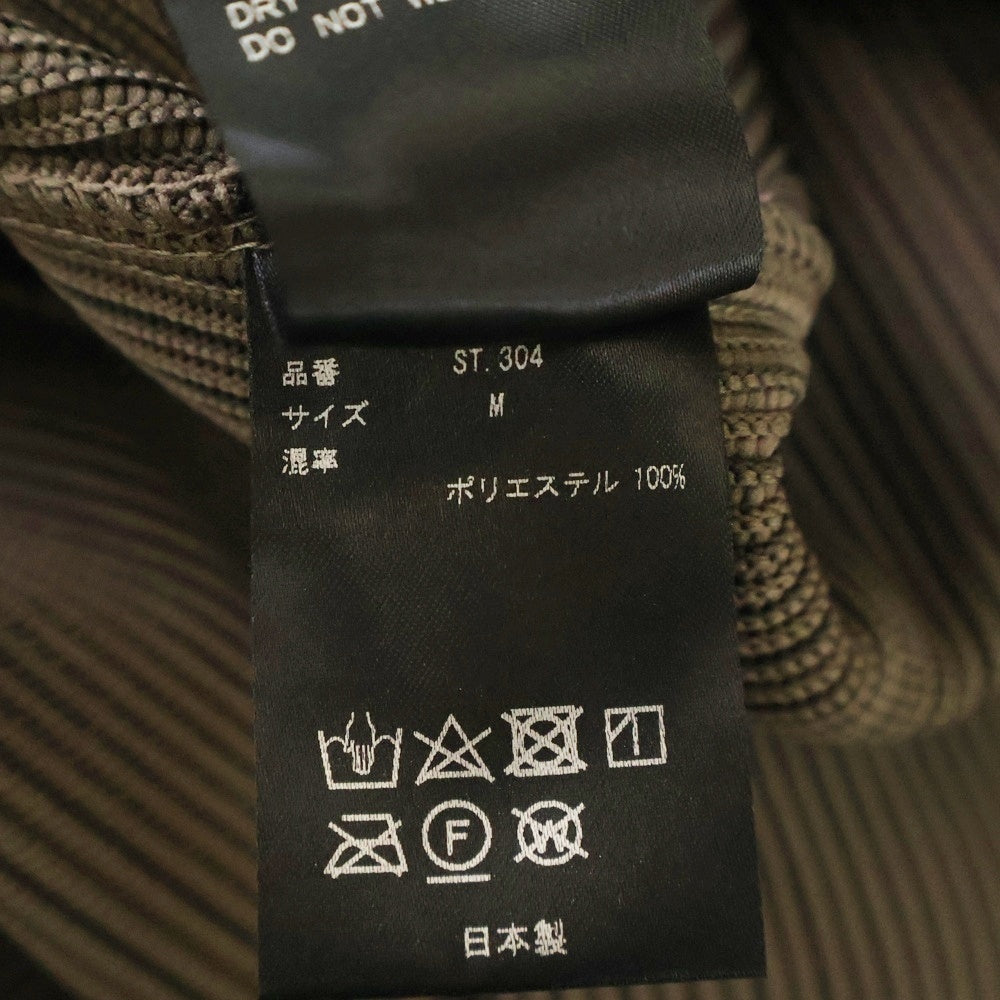 DRY
DO NOT
品番 ST.304
サイズ M
混率
ポリエステル 100%
F
W
日本製